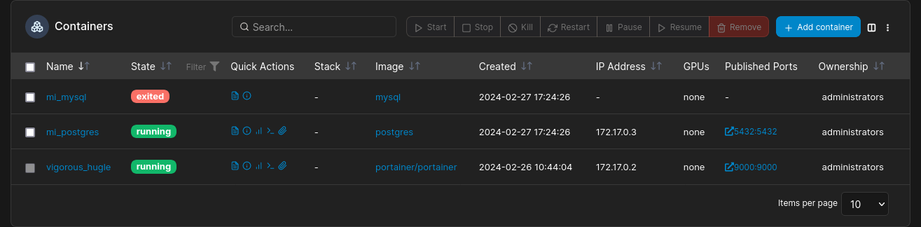 Containers
Search...
Start Stop Kill Restart Pause Resume Remove + Add container
Name State Filter Quick Actions Stack Image Created IP Address GPUs Published Ports Ownership
mi_mysql exited - mysql 2024-02-27 17:24:26 - none - administrators
mi_postgres running - postgres 2024-02-27 17:24:26 172.17.0.3 none 5432:5432 administrators
vigorous_hugle running - portainer/portainer 2024-02-26 10:44:04 172.17.0.2 none 9000:9000 administrators
Items per page 10